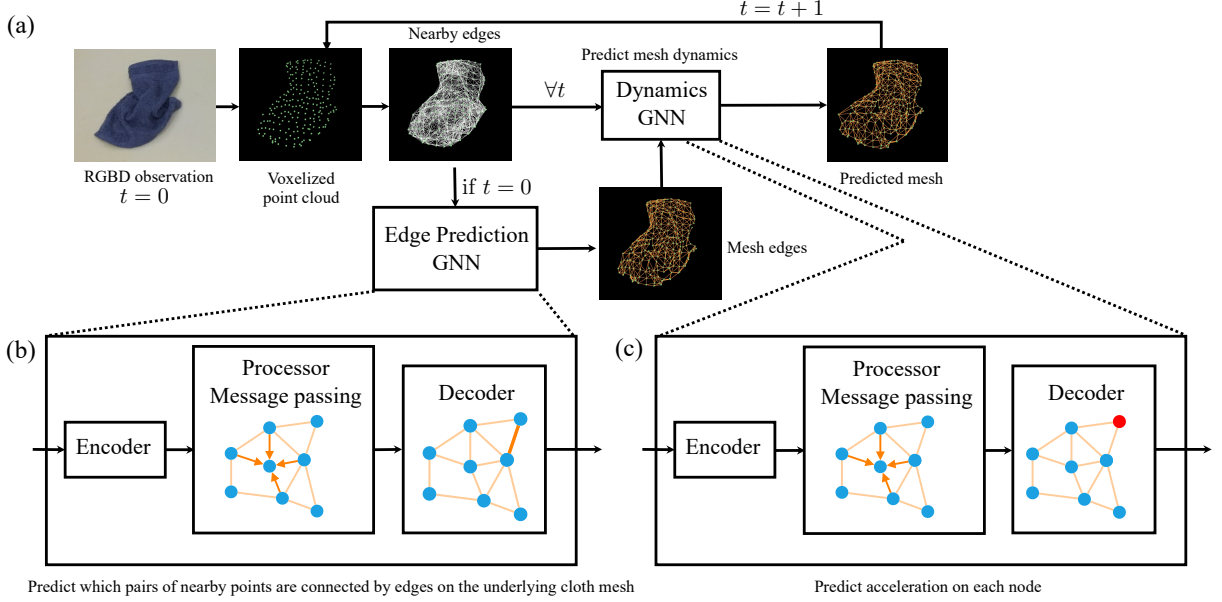 (a)
t = t + 1
Nearby edges
Predict mesh dynamics
∀t
Dynamics
GNN
RGBD observation
t = 0
Voxelized
point cloud
Predicted mesh
if t = 0
Edge Prediction
GNN
Mesh edges
(b)
Processor
Message passing
Decoder
Encoder
Predict which pairs of nearby points are connected by edges on the underlying cloth mesh
(c)
Processor
Message passing
Decoder
Encoder
Predict acceleration on each node